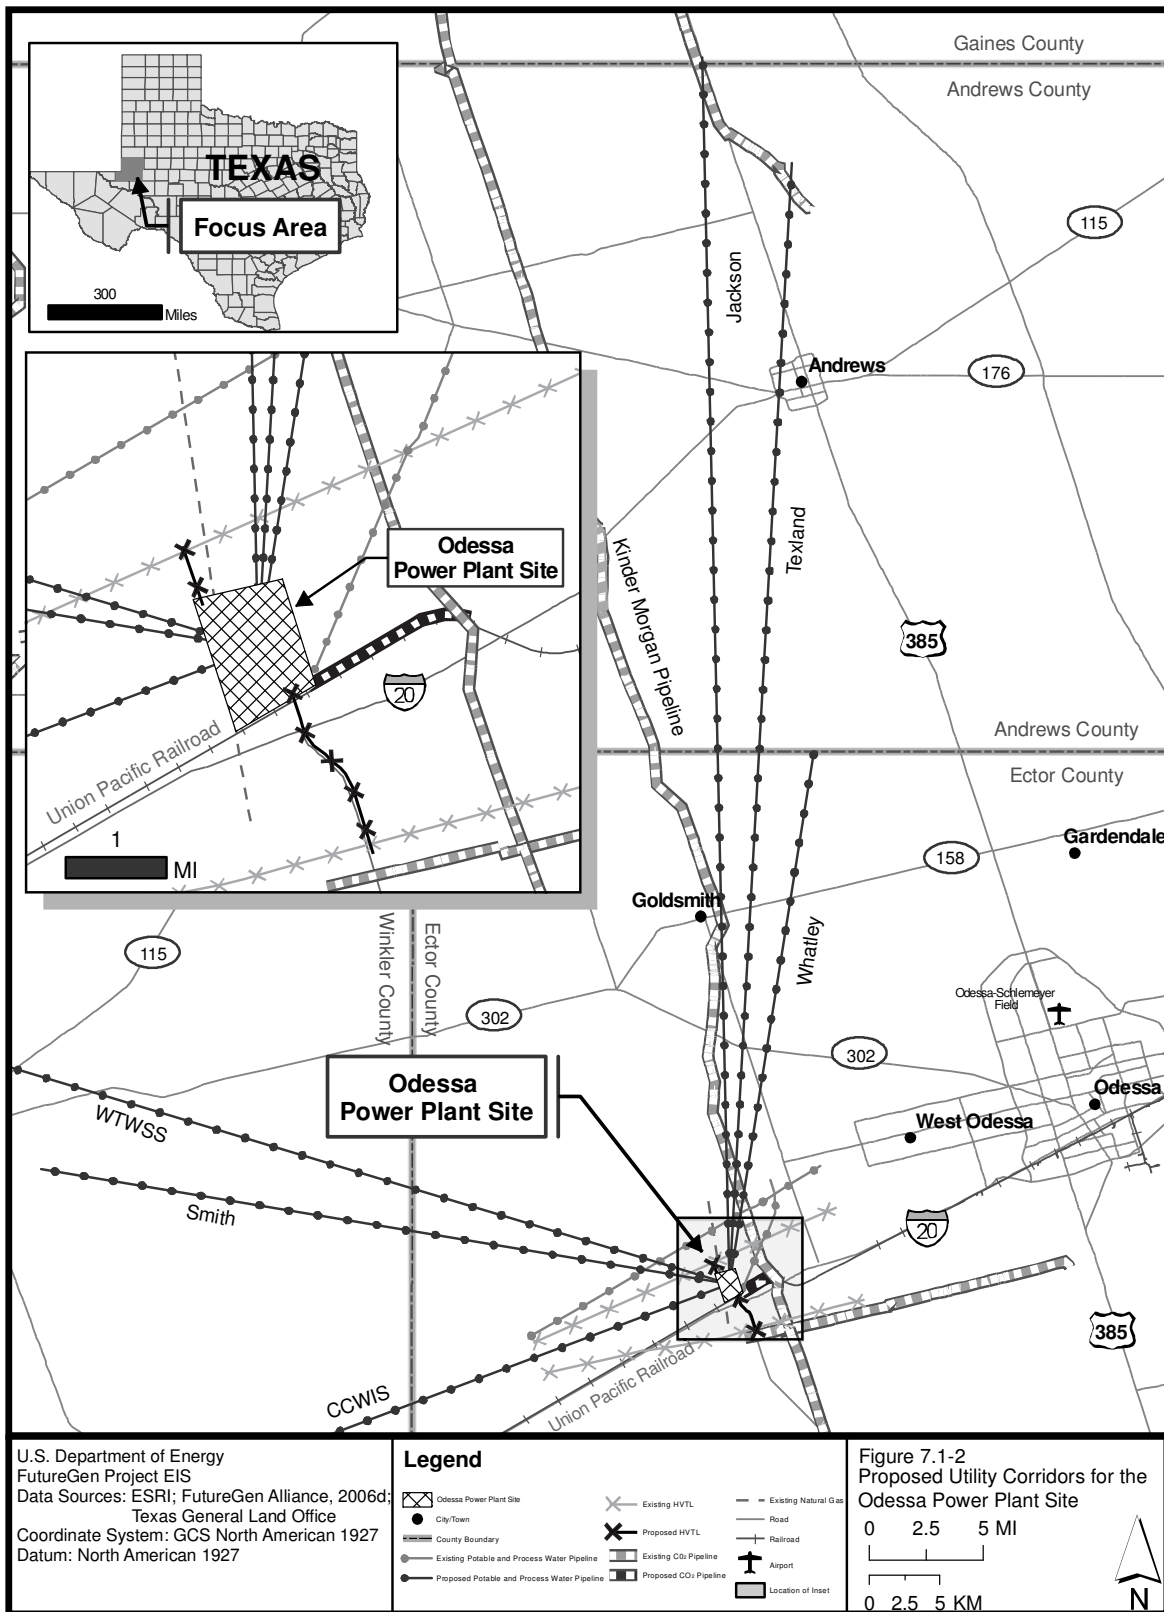 Gaines County
Andrews County
TEXAS
Focus Area
300
Miles
115
Jackson
Andrews
176
Odessa
Power Plant Site
Texland
Kinder Morgan Pipeline
385
20
Union Pacific Railroad
1
MI
Andrews County
Ector County
Gardendale
158
Goldsmith
Whatley
115
Winkler County
Ector County
302
Odessa-Schlemeyer
Field
302
Odessa
Power Plant Site
Odessa
West Odessa
WTWSS
Smith
20
385
Union Pacific Railroad
CCWIS
U.S. Department of Energy
FutureGen Project EIS
Data Sources: ESRI; FutureGen Alliance, 2006d;
Texas General Land Office
Coordinate System: GCS North American 1927
Datum: North American 1927
Legend
Odessa Power Plant Site
City/Town
County Boundary
Existing Potable and Process Water Pipeline
Proposed Potable and Process Water Pipeline
Existing HVTL
Proposed HVTL
Existing CO2 Pipeline
Proposed CO2 Pipeline
Existing Natural Gas
Road
Railroad
Airport
Location of Inset
Figure 7.1-2
Proposed Utility Corridors for the
Odessa Power Plant Site
0 2.5 5 MI
0 2.5 5 KM
N